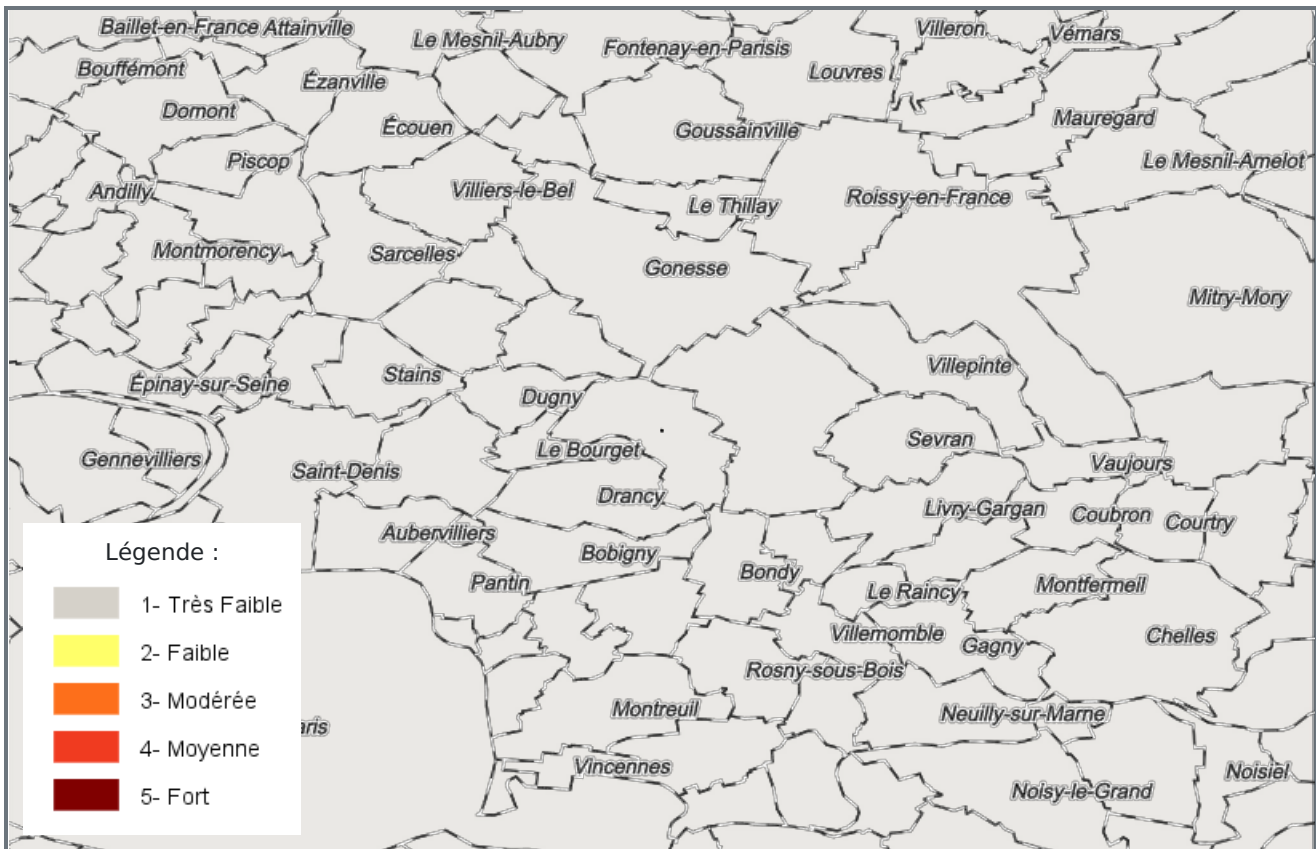 Baillet-en-France Attainville
Le Mesnil-Aubry
Fontenay-en-Parisis
Villeron
Vémars
Bouffémont
Ézanville
Louvres
Domont
Écouen
Goussainville
Mauregard
Piscop
Le Mesnil-Amelot
Andilly
Villiers-le-Bel
Le Thillay
Roissy-en-France
Montmorency
Sarcelles
Gonesse
Mitry-Mory
Villepinte
Épinay-sur-Seine
Stains
Dugny
Sevran
Le Bourget
Gennevilliers
Saint-Denis
Vaujours
Drancy
Livry-Gargan
Coubron
Courtry
Aubervilliers
Bobigny
Bondy
Pantin
Le Raincy
Montfermeil
Villemomble
Gagny
Chelles
Rosny-sous-Bois
Montreuil
Neuilly-sur-Marne
aris
Vincennes
Noisiel
Noisy-le-Grand
Légende :
1- Très Faible
2- Faible
3- Modérée
4- Moyenne
5- Fort